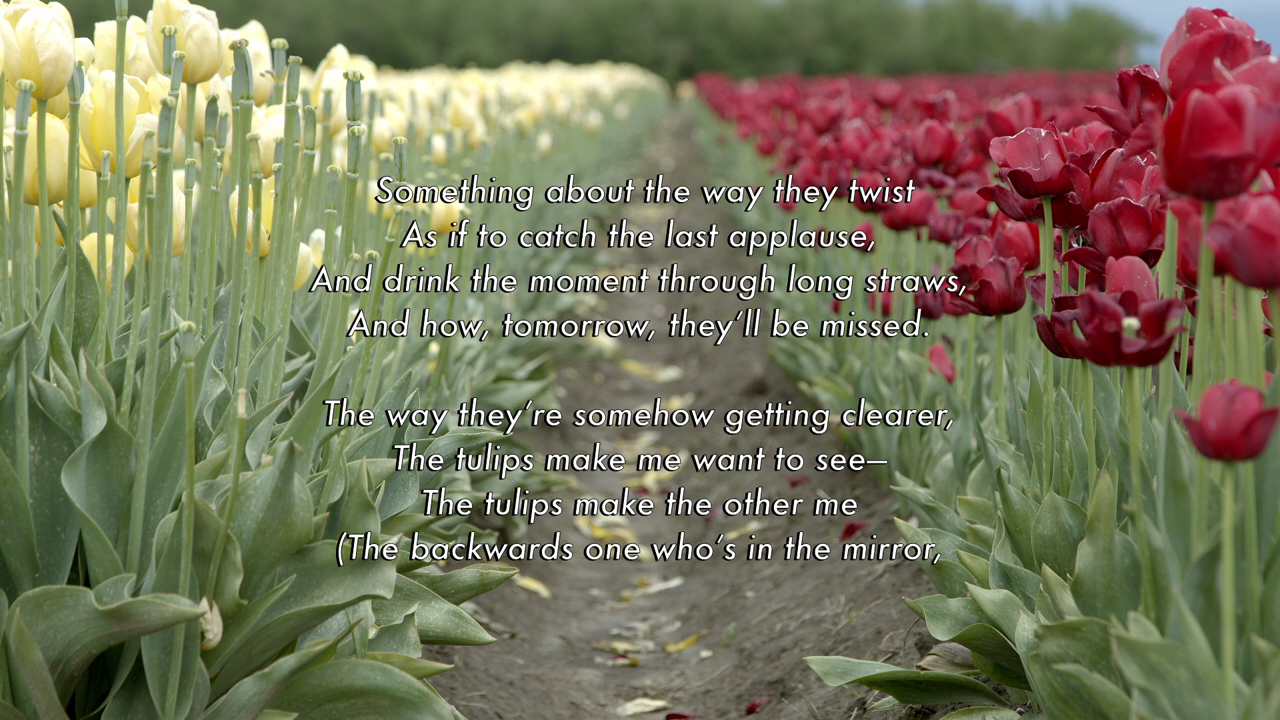 Something about the way they twist
As if to catch the last applause,
And drink the moment through long straws,
And how, tomorrow, they'll be missed.
The way they're somehow getting clearer,
The tulips make me want to see—
The tulips make the other me
(The backwards one who's in the mirror,